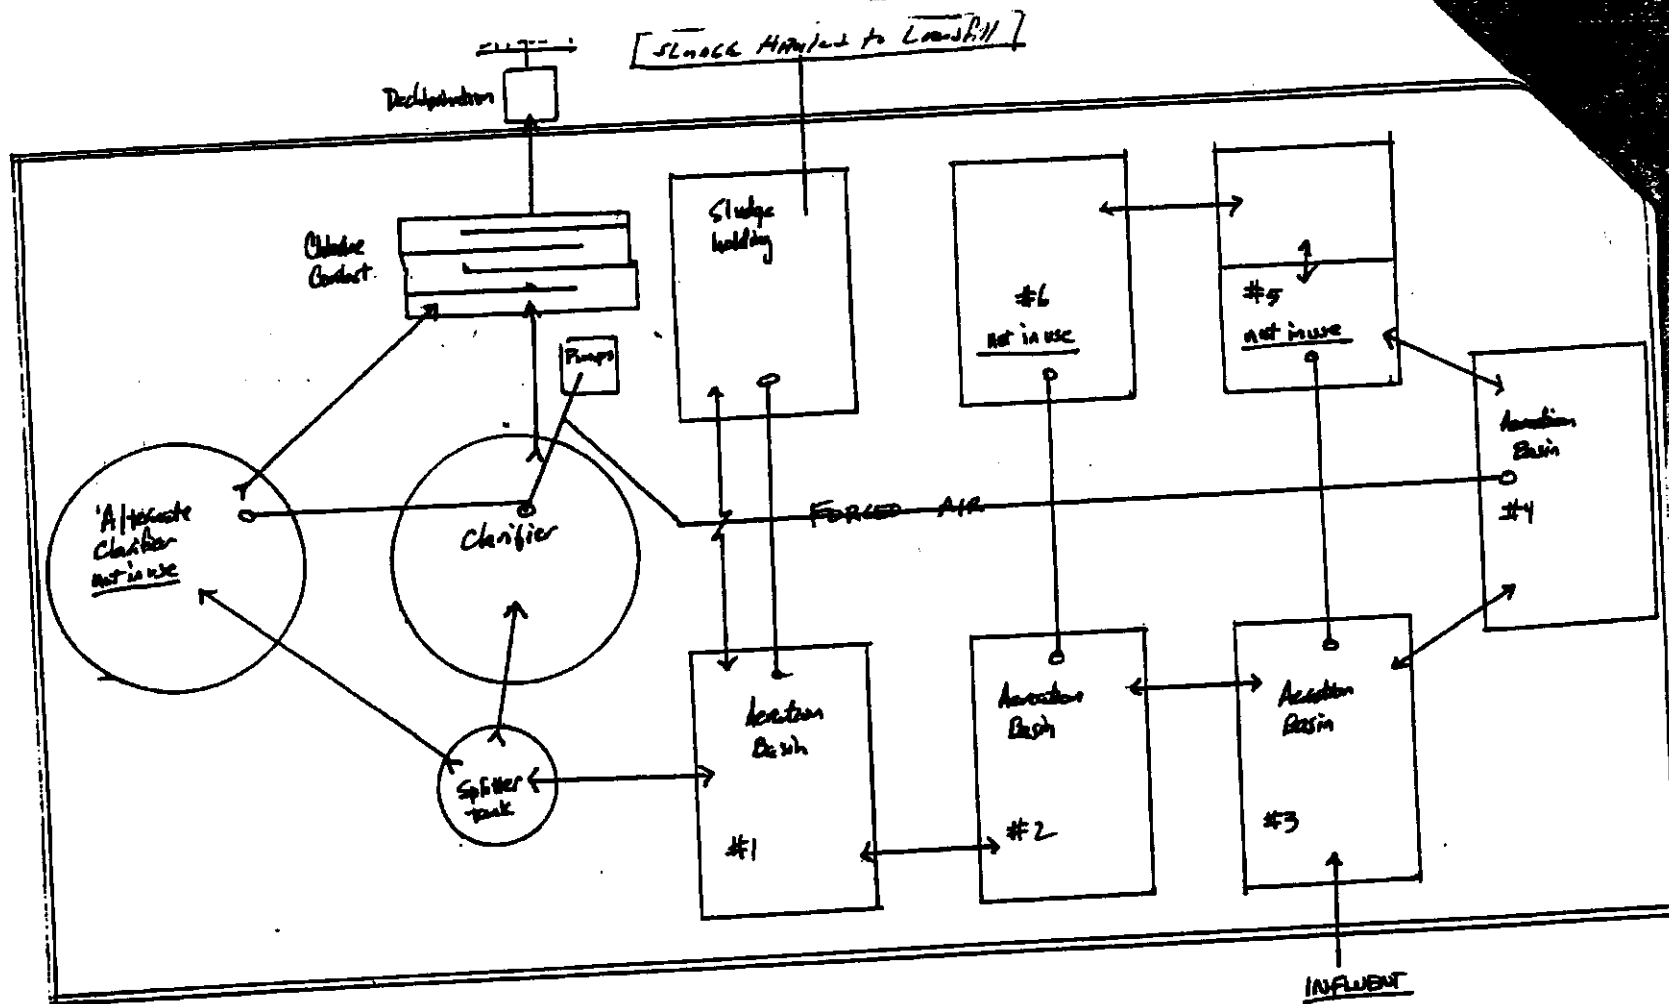 [Sludge Hauled to Landfill]
Dechlorination
Chlorine
Contact
Pumps
Sludge
holding
#6
not in use
#5
not in use
Aeration
Basin
#4
'Alternate
Clarifier
not in use
Clarifier
FORCED AIR
Splitter
tank
Aeration
Basin
#1
Aeration
Basin
#2
Aeration
Basin
#3
INFLUENT